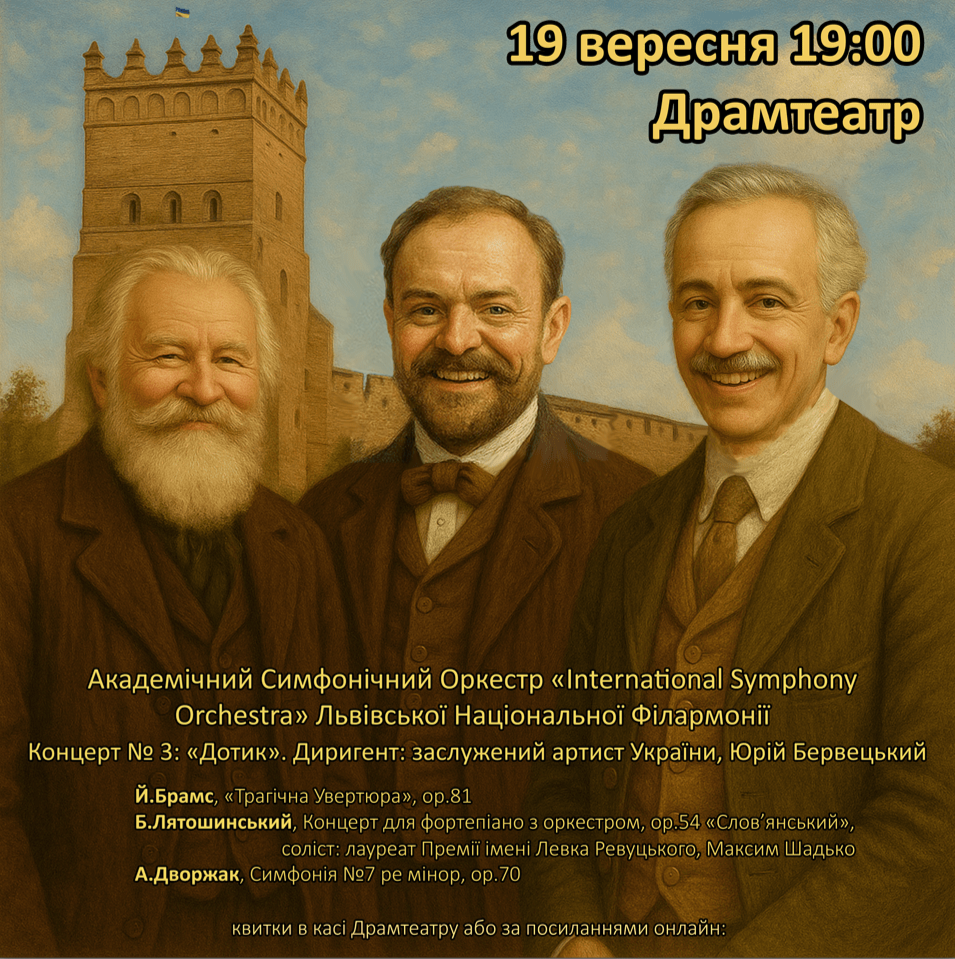 19 вересня 19:00
Драмтеатр
Академічний Симфонічний Оркестр «International Symphony
Orchestra» Львівської Національної Філармонії
Концерт № 3: «Дотик». Диригент: заслужений артист України, Юрій Бервецький
Й.Брамс, «Трагічна Увертюра», ор.81
Б.Лятошинський, Концерт для фортепіано з оркестром, ор.54 «Слов’янський»,
соліст: лауреат Премії імені Левка Ревуцького, Максим Шадько
А.Дворжак, Симфонія №7 ре мінор, ор.70
квитки в касі Драмтеатру або за посиланнями онлайн: